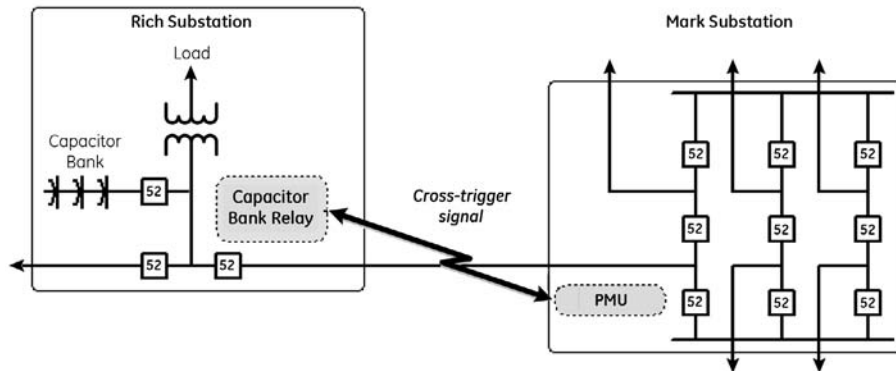 Rich Substation
Mark Substation
Load
Capacitor
Bank
52
Capacitor
Bank Relay
Cross-trigger
signal
52
52
PMU
52
52
52
52
52
52
52
52
52